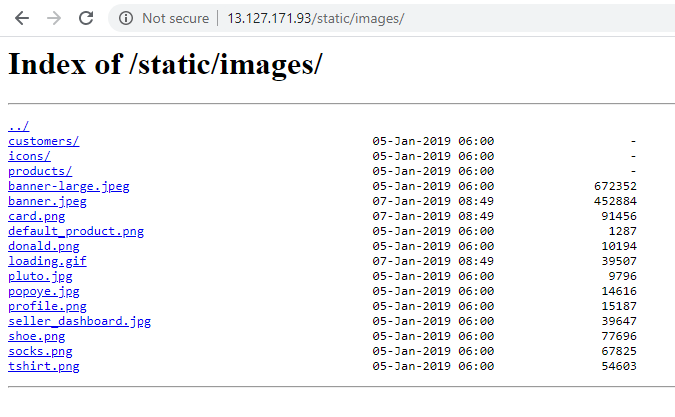 Not secure | 13.127.171.93/static/images/
Index of /static/images/
../
customers/ 05-Jan-2019 06:00 -
icons/ 05-Jan-2019 06:00 -
products/ 05-Jan-2019 06:00 -
banner-large.jpeg 05-Jan-2019 06:00 672352
banner.jpeg 07-Jan-2019 08:49 452884
card.png 07-Jan-2019 08:49 91456
default_product.png 05-Jan-2019 06:00 1287
donald.png 05-Jan-2019 06:00 10194
loading.gif 07-Jan-2019 08:49 39507
pluto.jpg 05-Jan-2019 06:00 9796
popoye.jpg 05-Jan-2019 06:00 14616
profile.png 05-Jan-2019 06:00 15187
seller_dashboard.jpg 05-Jan-2019 06:00 39647
shoe.png 05-Jan-2019 06:00 77696
socks.png 05-Jan-2019 06:00 67825
tshirt.png 05-Jan-2019 06:00 54603